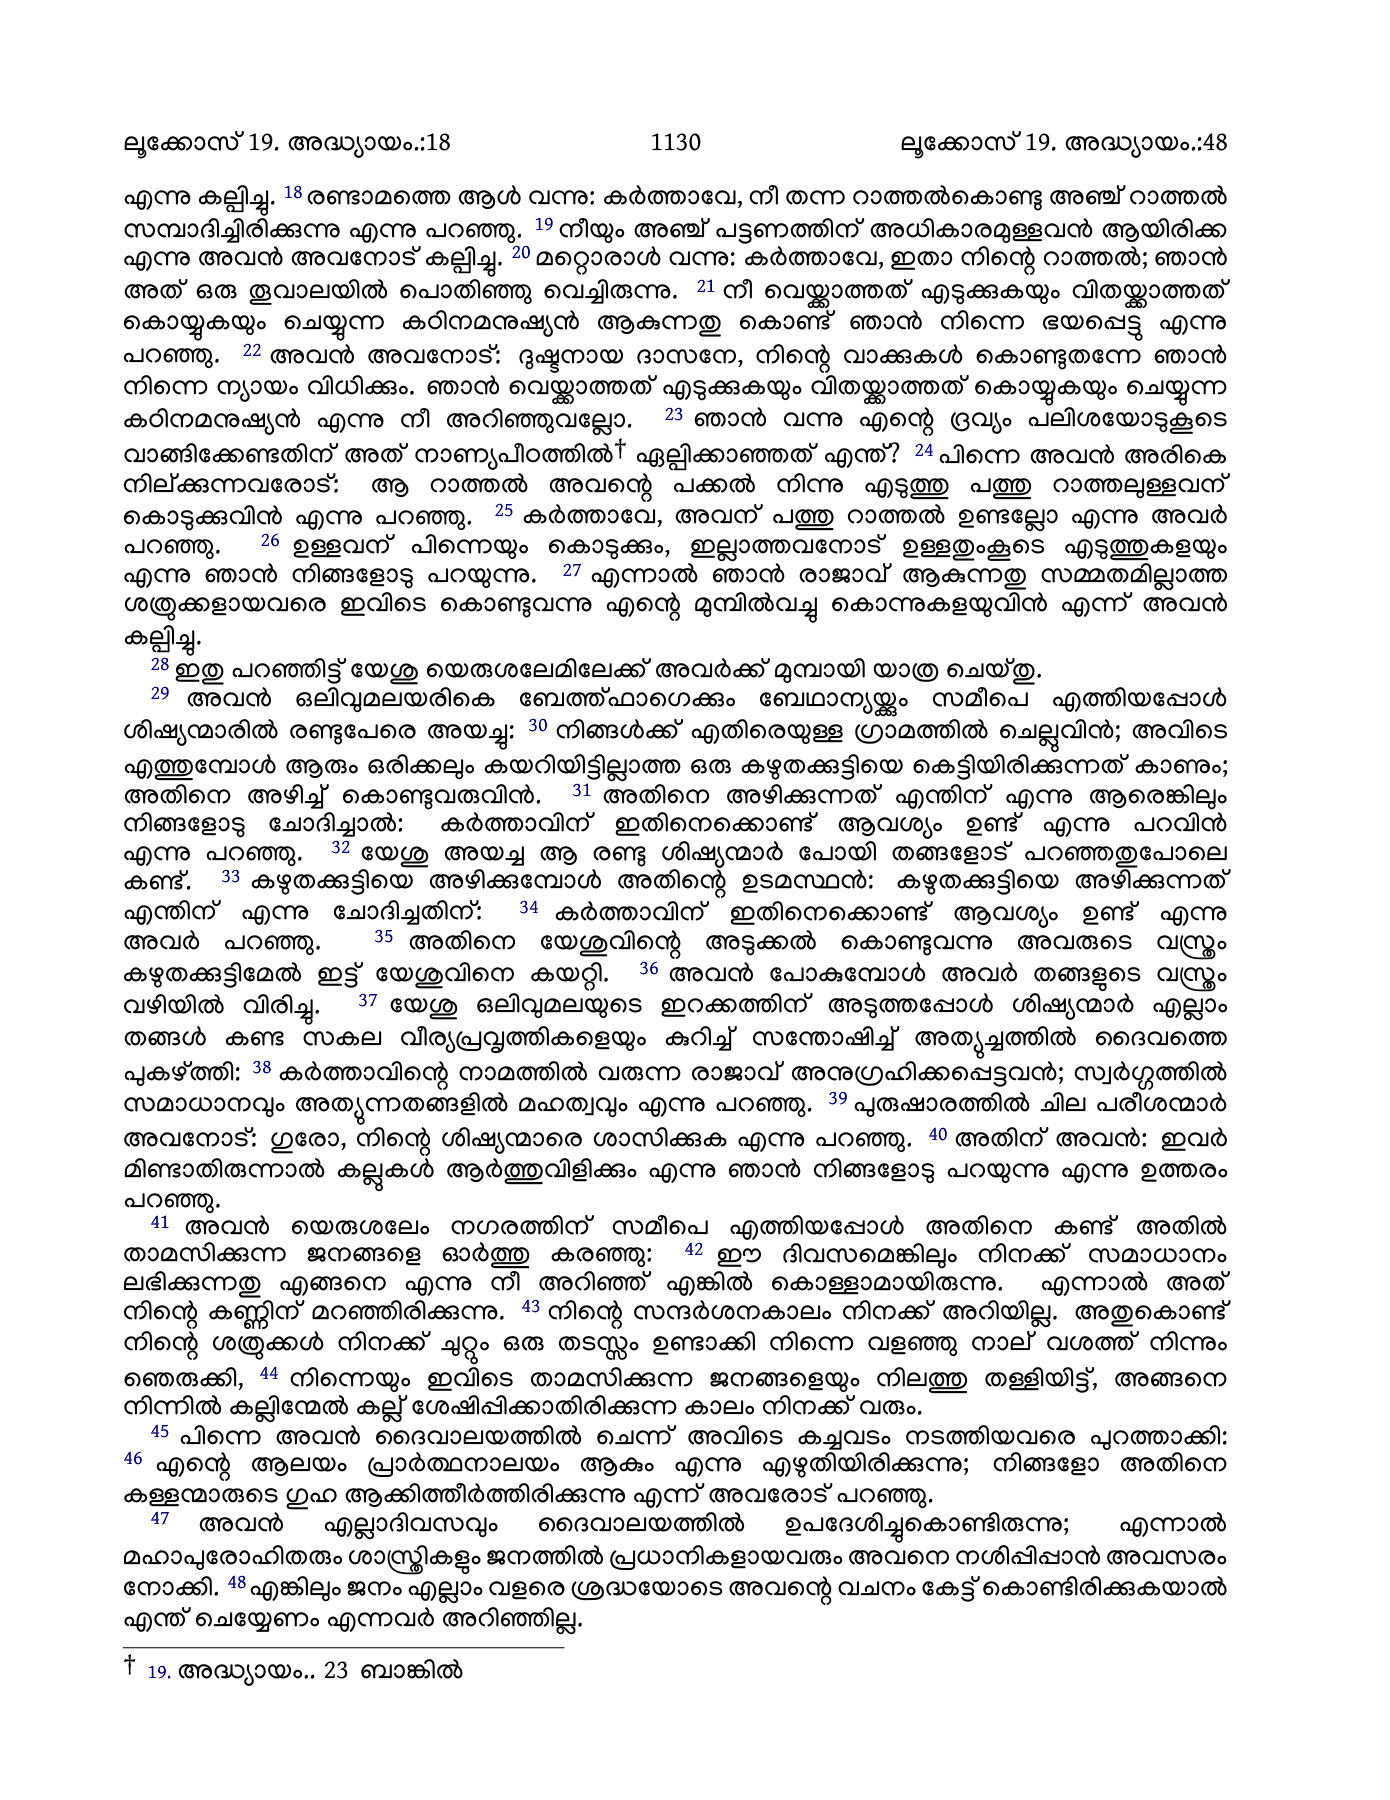 ലൂക്കോസ് 19. അദ്ധ്യായം.:18 1130 ലൂക്കോസ് 19. അദ്ധ്യായം.:48
എന്നു കല്പിച്ചു. 18 രണ്ടാമത്തെ ആൾ വന്നു: കർത്താവേ, നീ തന്ന റാത്തൽകൊണ്ടു അഞ്ച് റാത്തൽ
സമ്പാദിച്ചിരിക്കുന്നു എന്നു പറഞ്ഞു. 19 നീയും അഞ്ച് പട്ടണത്തിന് അധികാരമുള്ളവൻ ആയിരിക്ക
എന്നു അവൻ അവനോട് കല്പിച്ചു. 20 മറ്റൊരാൾ വന്നു: കർത്താവേ, ഇതാ നിന്റെ റാത്തൽ; ഞാൻ
അത് ഒരു തൂവാലയിൽ പൊതിഞ്ഞു വെച്ചിരുന്നു. 21 നീ വെയ്ക്കാത്തത് എടുക്കുകയും വിതയ്ക്കാത്തത്
കൊയ്യുകയും ചെയ്യുന്ന കഠിനമനുഷ്യൻ ആകുന്നതു കൊണ്ട് ഞാൻ നിന്നെ ഭയപ്പെട്ടു എന്നു
പറഞ്ഞു. 22 അവൻ അവനോട്: ദുഷ്ടനായ ദാസനേ, നിന്റെ വാക്കുകൾ കൊണ്ടുതന്നേ ഞാൻ
നിന്നെ ന്യായം വിധിക്കും. ഞാൻ വെയ്ക്കാത്തത് എടുക്കുകയും വിതയ്ക്കാത്തത് കൊയ്യുകയും ചെയ്യുന്ന
കഠിനമനുഷ്യൻ എന്നു നീ അറിഞ്ഞുവല്ലോ. 23 ഞാൻ വന്നു എന്റെ ദ്രവ്യം പലിശയോടുകൂടെ
വാങ്ങിക്കേണ്ടതിന് അത് നാണ്യപീഠത്തിൽ† ഏല്പിക്കാഞ്ഞത് എന്ത്? 24 പിന്നെ അവൻ അരികെ
നില്ക്കുന്നവരോട്: ആ റാത്തൽ അവന്റെ പക്കൽ നിന്നു എടുത്തു പത്തു റാത്തലുള്ളവന്
കൊടുക്കുവിൻ എന്നു പറഞ്ഞു. 25 കർത്താവേ, അവന് പത്തു റാത്തൽ ഉണ്ടല്ലോ എന്നു അവർ
പറഞ്ഞു. 26 ഉള്ളവന് പിന്നെയും കൊടുക്കും, ഇല്ലാത്തവനോട് ഉള്ളതുംകൂടെ എടുത്തുകളയും
എന്നു ഞാൻ നിങ്ങളോടു പറയുന്നു. 27 എന്നാൽ ഞാൻ രാജാവ് ആകുന്നതു സമ്മതമില്ലാത്ത
ശത്രുക്കളായവരെ ഇവിടെ കൊണ്ടുവന്നു എന്റെ മുമ്പിൽവച്ചു കൊന്നുകളയുവിൻ എന്ന് അവൻ
കല്പിച്ചു.
28 ഇതു പറഞ്ഞിട്ട് യേശു യെരുശലേമിലേക്ക് അവർക്ക് മുമ്പായി യാത്ര ചെയ്തു.
29 അവൻ ഒലിവുമലയരികെ ബേത്ത്ഫാഗെക്കും ബേഥാന്യയ്ക്കും സമീപെ എത്തിയപ്പോൾ
ശിഷ്യന്മാരിൽ രണ്ടുപേരെ അയച്ചു: 30 നിങ്ങൾക്ക് എതിരെയുള്ള ഗ്രാമത്തിൽ ചെല്ലുവിൻ; അവിടെ
എത്തുമ്പോൾ ആരും ഒരിക്കലും കയറിയിട്ടില്ലാത്ത ഒരു കഴുതക്കുട്ടിയെ കെട്ടിയിരിക്കുന്നത് കാണും;
അതിനെ അഴിച്ച് കൊണ്ടുവരുവിൻ. 31 അതിനെ അഴിക്കുന്നത് എന്തിന് എന്നു ആരെങ്കിലും
നിങ്ങളോടു ചോദിച്ചാൽ: കർത്താവിന് ഇതിനെക്കൊണ്ട് ആവശ്യം ഉണ്ട് എന്നു പറവിൻ
എന്നു പറഞ്ഞു. 32 യേശു അയച്ച ആ രണ്ടു ശിഷ്യന്മാർ പോയി തങ്ങളോട് പറഞ്ഞതുപോലെ
കണ്ട്. 33 കഴുതക്കുട്ടിയെ അഴിക്കുമ്പോൾ അതിന്റെ ഉടമസ്ഥൻ: കഴുതക്കുട്ടിയെ അഴിക്കുന്നത്
എന്തിന് എന്നു ചോദിച്ചതിന്: 34 കർത്താവിന് ഇതിനെക്കൊണ്ട് ആവശ്യം ഉണ്ട് എന്നു
അവർ പറഞ്ഞു. 35 അതിനെ യേശുവിന്റെ അടുക്കൽ കൊണ്ടുവന്നു അവരുടെ വസ്ത്രം
കഴുതക്കുട്ടിമേൽ ഇട്ട് യേശുവിനെ കയറ്റി. 36 അവൻ പോകുമ്പോൾ അവർ തങ്ങളുടെ വസ്ത്രം
വഴിയിൽ വിരിച്ചു. 37 യേശു ഒലിവുമലയുടെ ഇറക്കത്തിന് അടുത്തപ്പോൾ ശിഷ്യന്മാർ എല്ലാം
തങ്ങൾ കണ്ട സകല വീര്യപ്രവൃത്തികളെയും കുറിച്ച് സന്തോഷിച്ച് അത്യുച്ചത്തിൽ ദൈവത്തെ
പുകഴ്ത്തി: 38 കർത്താവിന്റെ നാമത്തിൽ വരുന്ന രാജാവ് അനുഗ്രഹിക്കപ്പെട്ടവൻ; സ്വർഗ്ഗത്തിൽ
സമാധാനവും അത്യുന്നതങ്ങളിൽ മഹത്വവും എന്നു പറഞ്ഞു. 39 പുരുഷാരത്തിൽ ചില പരീശന്മാർ
അവനോട്: ഗുരോ, നിന്റെ ശിഷ്യന്മാരെ ശാസിക്കുക എന്നു പറഞ്ഞു. 40 അതിന് അവൻ: ഇവർ
മിണ്ടാതിരുന്നാൽ കല്ലുകൾ ആർത്തുവിളിക്കും എന്നു ഞാൻ നിങ്ങളോടു പറയുന്നു എന്നു ഉത്തരം
പറഞ്ഞു.
41 അവൻ യെരുശലേം നഗരത്തിന് സമീപെ എത്തിയപ്പോൾ അതിനെ കണ്ട് അതിൽ
താമസിക്കുന്ന ജനങ്ങളെ ഓർത്തു കരഞ്ഞു: 42 ഈ ദിവസമെങ്കിലും നിനക്ക് സമാധാനം
ലഭിക്കുന്നതു എങ്ങനെ എന്നു നീ അറിഞ്ഞ് എങ്കിൽ കൊള്ളാമായിരുന്നു. എന്നാൽ അത്
നിന്റെ കണ്ണിന് മറഞ്ഞിരിക്കുന്നു. 43 നിന്റെ സന്ദർശനകാലം നിനക്ക് അറിയില്ല. അതുകൊണ്ട്
നിന്റെ ശത്രുക്കൾ നിനക്ക് ചുറ്റും ഒരു തടസ്സം ഉണ്ടാക്കി നിന്നെ വളഞ്ഞു നാല് വശത്ത് നിന്നും
ഞെരുക്കി, 44 നിന്നെയും ഇവിടെ താമസിക്കുന്ന ജനങ്ങളെയും നിലത്തു തള്ളിയിട്ട്, അങ്ങനെ
നിന്നിൽ കല്ലിന്മേൽ കല്ല് ശേഷിപ്പിക്കാതിരിക്കുന്ന കാലം നിനക്ക് വരും.
45 പിന്നെ അവൻ ദൈവാലയത്തിൽ ചെന്ന് അവിടെ കച്ചവടം നടത്തിയവരെ പുറത്താക്കി:
46 എന്റെ ആലയം പ്രാർത്ഥനാലയം ആകും എന്നു എഴുതിയിരിക്കുന്നു; നിങ്ങളോ അതിനെ
കള്ളന്മാരുടെ ഗുഹ ആക്കിത്തീർത്തിരിക്കുന്നു എന്ന് അവരോട് പറഞ്ഞു.
47 അവൻ എല്ലാദിവസവും ദൈവാലയത്തിൽ ഉപദേശിച്ചുകൊണ്ടിരുന്നു; എന്നാൽ
മഹാപുരോഹിതരും ശാസ്ത്രികളും ജനത്തിൽ പ്രധാനികളായവരും അവനെ നശിപ്പിപ്പാൻ അവസരം
നോക്കി. 48 എങ്കിലും ജനം എല്ലാം വളരെ ശ്രദ്ധയോടെ അവന്റെ വചനം കേട്ട് കൊണ്ടിരിക്കുകയാൽ
എന്ത് ചെയ്യേണം എന്നവർ അറിഞ്ഞില്ല.
† 19. അദ്ധ്യായം.. 23 ബാങ്കിൽ